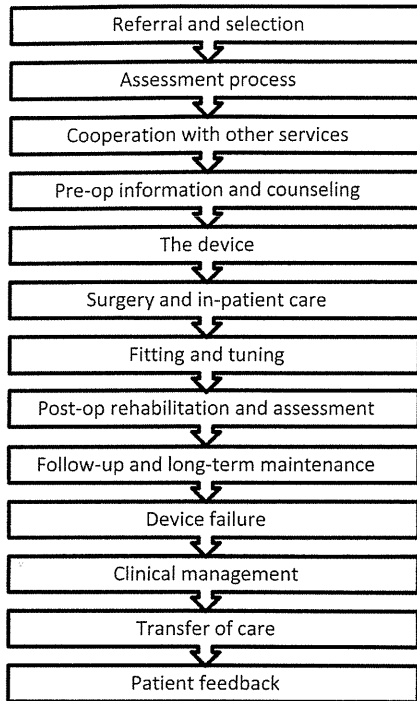 Referral and selection
Assessment process
Cooperation with other services
Pre-op information and counseling
The device
Surgery and in-patient care
Fitting and tuning
Post-op rehabilitation and assessment
Follow-up and long-term maintenance
Device failure
Clinical management
Transfer of care
Patient feedback